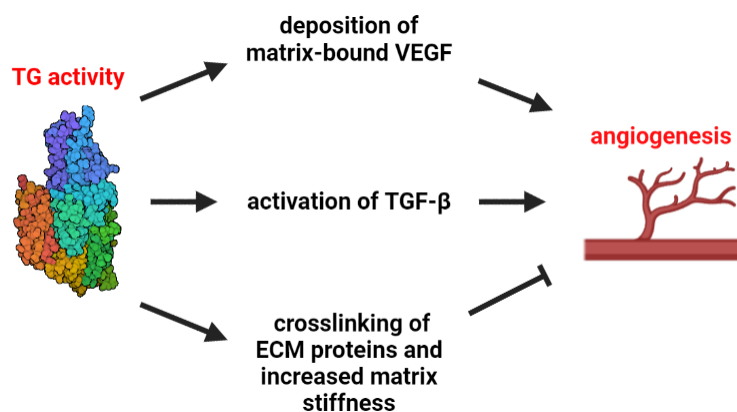 deposition of
matrix-bound VEGF
TG activity
angiogenesis
activation of TGF-β
crosslinking of
ECM proteins and
increased matrix
stiffness